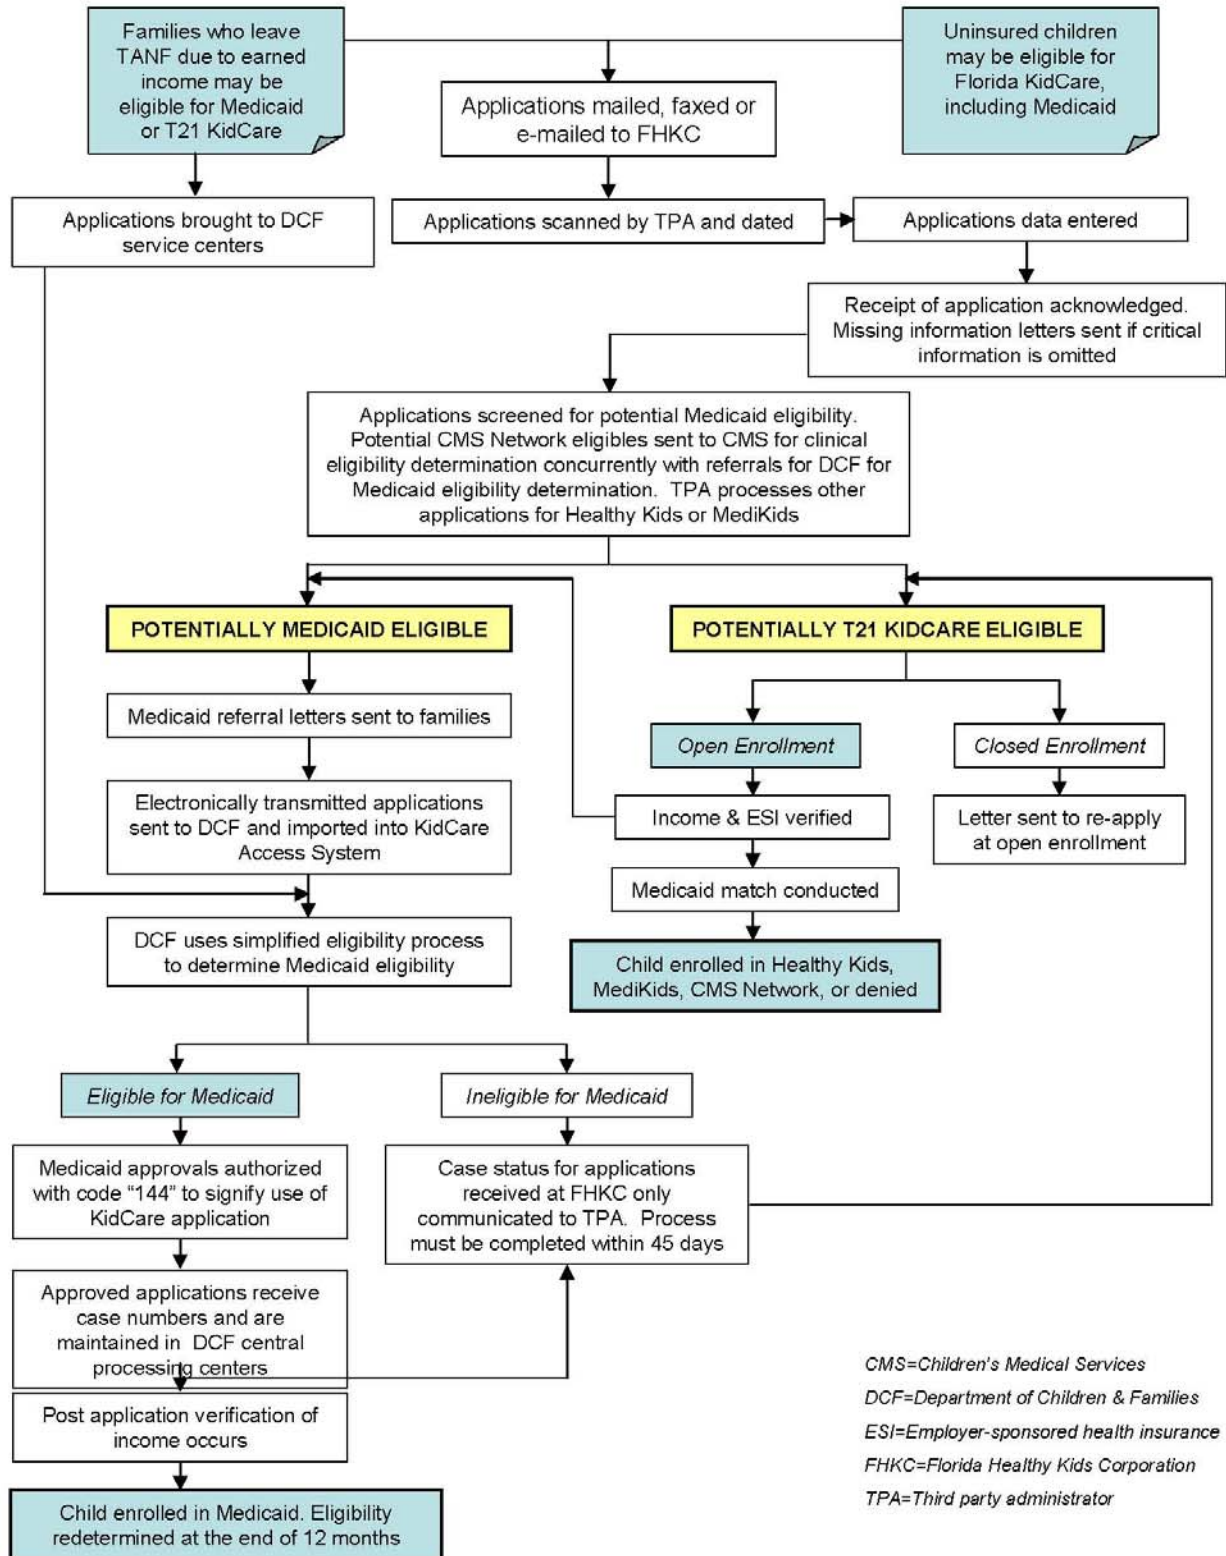 Families who leave
TANF due to earned
income may be
eligible for Medicaid
or T21 KidCare
Applications mailed, faxed or
e-mailed to FHKC
Uninsured children
may be eligible for
Florida KidCare,
including Medicaid
Applications brought to DCF
service centers
Applications scanned by TPA and dated
Applications data entered
Receipt of application acknowledged.
Missing information letters sent if critical
information is omitted
Applications screened for potential Medicaid eligibility.
Potential CMS Network eligibles sent to CMS for clinical
eligibility determination concurrently with referrals for DCF for
Medicaid eligibility determination. TPA processes other
applications for Healthy Kids or MediKids
POTENTIALLY MEDICAID ELIGIBLE
POTENTIALLY T21 KIDCARE ELIGIBLE
Medicaid referral letters sent to families
Open Enrollment
Closed Enrollment
Electronically transmitted applications
sent to DCF and imported into KidCare
Access System
Income & ESI verified
Letter sent to re-apply
at open enrollment
Medicaid match conducted
DCF uses simplified eligibility process
to determine Medicaid eligibility
Child enrolled in Healthy Kids,
MediKids, CMS Network, or denied
Eligible for Medicaid
Ineligible for Medicaid
Medicaid approvals authorized
with code “144” to signify use of
KidCare application
Case status for applications
received at FHKC only
communicated to TPA. Process
must be completed within 45 days
Approved applications receive
case numbers and are
maintained in DCF central
processing centers
Post application verification of
income occurs
Child enrolled in Medicaid. Eligibility
redetermined at the end of 12 months
CMS=Children's Medical Services
DCF=Department of Children & Families
ESI=Employer-sponsored health insurance
FHKC=Florida Healthy Kids Corporation
TPA=Third party administrator